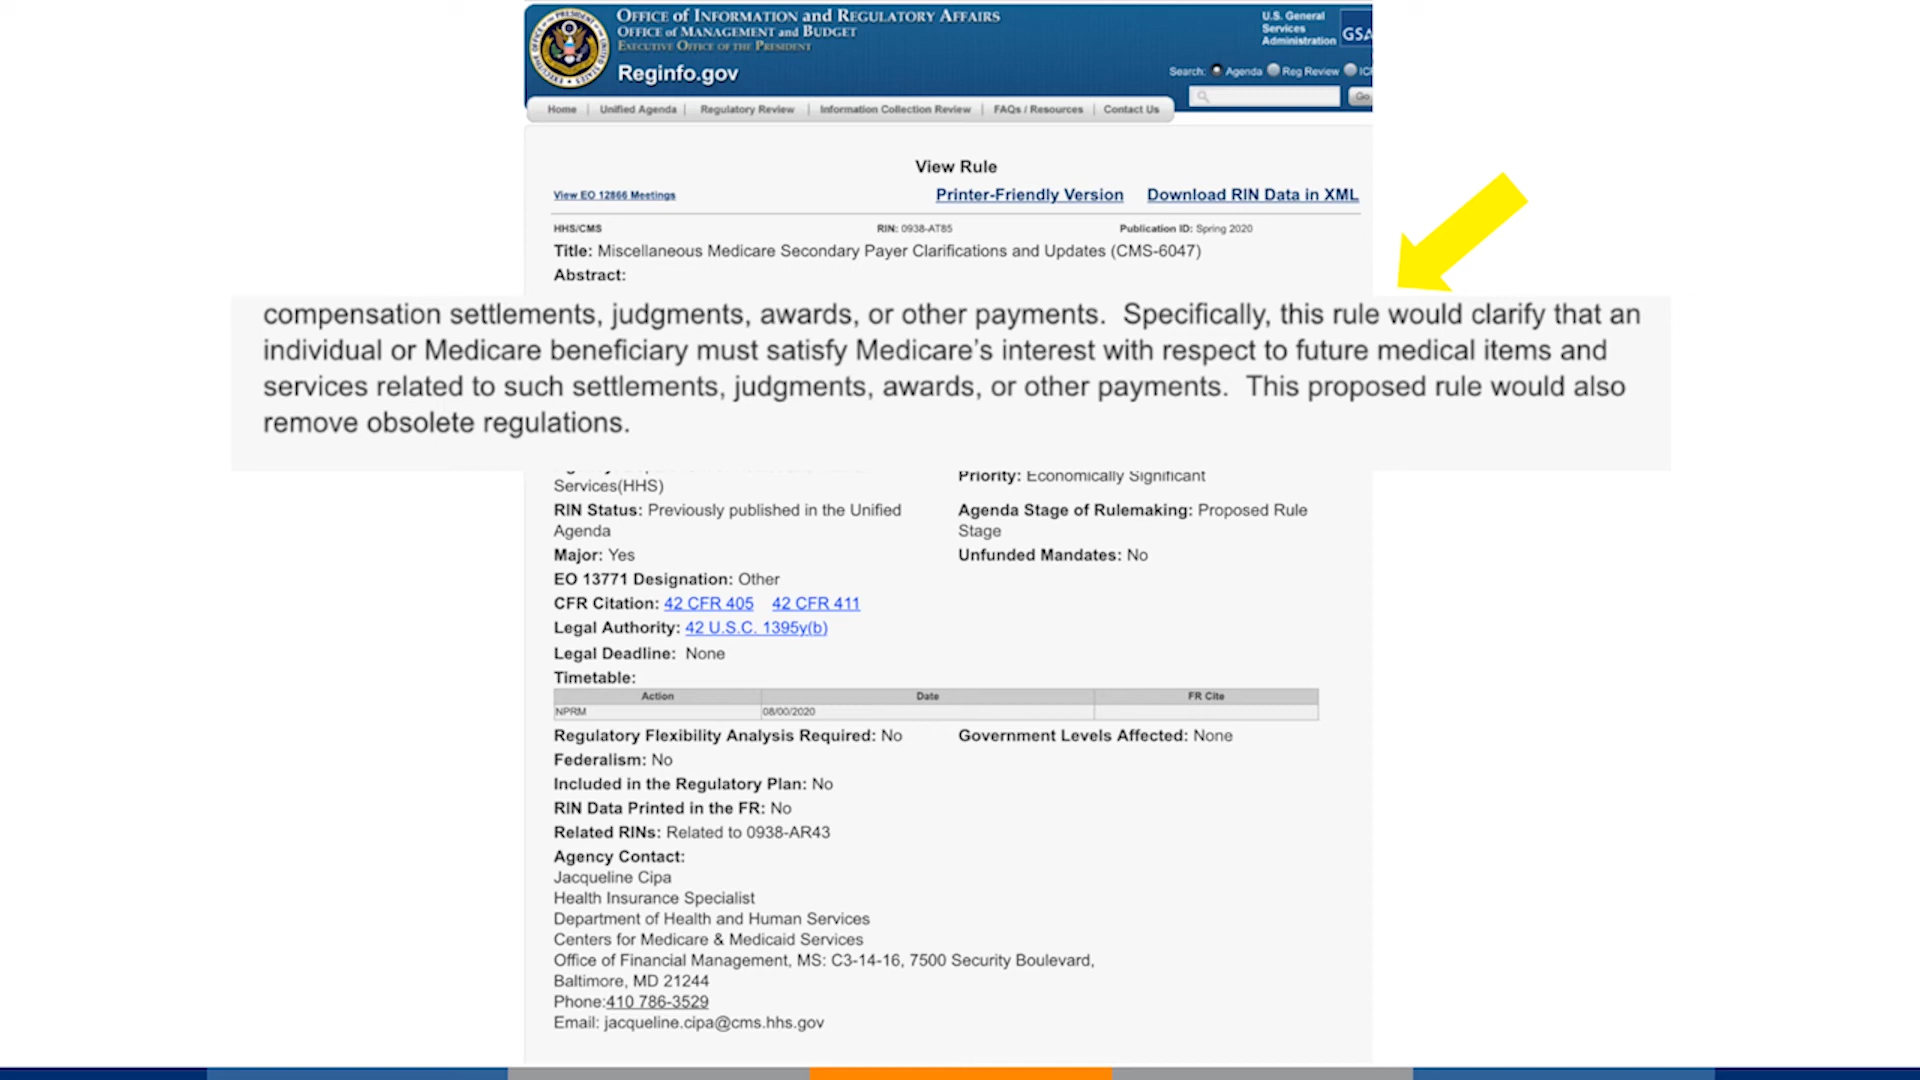 OFFICE of INFORMATION and REGULATORY AFFAIRS
OFFICE of MANAGEMENT and BUDGET
EXECUTIVE OFFICE OF THE PRESIDENT
Reginfo.gov
U.S. General
Services
Administration
GSA
Search: Agenda Reg Review ICR
Go
Home Unified Agenda Regulatory Review Information Collection Review FAQs / Resources Contact Us
View Rule
View EO 12866 Meetings Printer-Friendly Version Download RIN Data in XML
HHS/CMS RIN: 0938-AT85 Publication ID: Spring 2020
Title: Miscellaneous Medicare Secondary Payer Clarifications and Updates (CMS-6047)
Abstract:
compensation settlements, judgments, awards, or other payments. Specifically, this rule would clarify that an
individual or Medicare beneficiary must satisfy Medicare's interest with respect to future medical items and
services related to such settlements, judgments, awards, or other payments. This proposed rule would also
remove obsolete regulations.
Services(HHS)
Priority: Economically Significant
RIN Status: Previously published in the Unified
Agenda
Agenda Stage of Rulemaking: Proposed Rule
Stage
Major: Yes
Unfunded Mandates: No
EO 13771 Designation: Other
CFR Citation: 42 CFR 405 42 CFR 411
Legal Authority: 42 U.S.C. 1395y(b)
Legal Deadline: None
Timetable:
Action Date FR Cite
NPRM 08/00/2020
Regulatory Flexibility Analysis Required: No Government Levels Affected: None
Federalism: No
Included in the Regulatory Plan: No
RIN Data Printed in the FR: No
Related RINs: Related to 0938-AR43
Agency Contact:
Jacqueline Cipa
Health Insurance Specialist
Department of Health and Human Services
Centers for Medicare & Medicaid Services
Office of Financial Management, MS: C3-14-16, 7500 Security Boulevard,
Baltimore, MD 21244
Phone:410 786-3529
Email: jacqueline.cipa@cms.hhs.gov